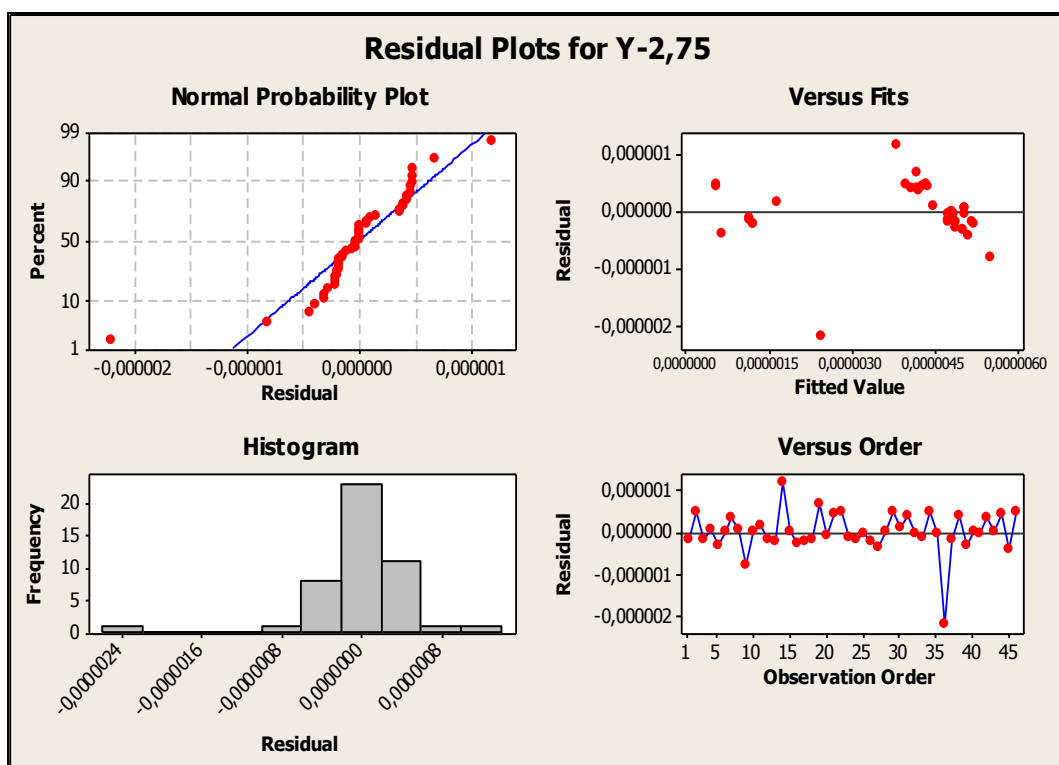 Residual Plots for Y-2,75
Normal Probability Plot
99
90
50
10
1
Percent
-0,000002 -0,000001 0,000000 0,000001
Residual
Versus Fits
0,000001
0,000000
-0,000001
-0,000002
Residual
0,0000000 0,0000015 0,0000030 0,0000045 0,0000060
Fitted Value
Histogram
20
15
10
5
0
Frequency
-0,0000024 -0,0000016 -0,0000008 0,0000000 0,0000008
Residual
Versus Order
0,000001
0,000000
-0,000001
-0,000002
Residual
1 5 10 15 20 25 30 35 40 45
Observation Order